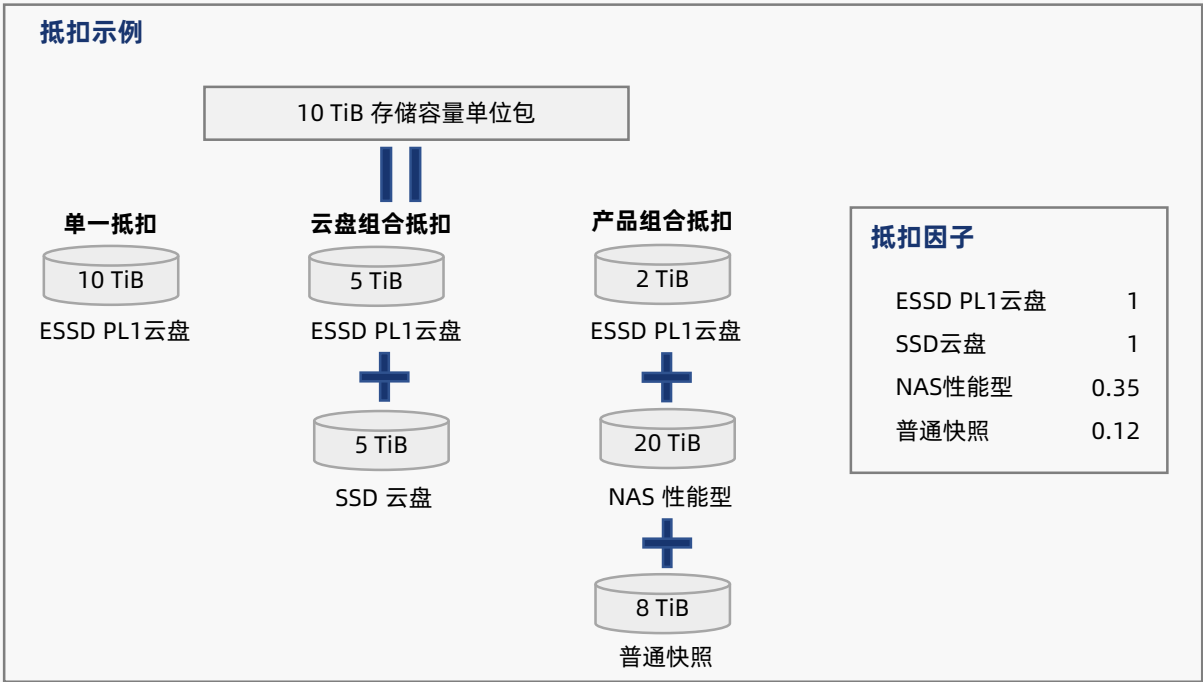 抵扣示例
10 TiB 存储容量单位包
单一抵扣
10 TiB
ESSD PL1云盘
云盘组合抵扣
5 TiB
ESSD PL1云盘
5 TiB
SSD 云盘
产品组合抵扣
2 TiB
ESSD PL1云盘
20 TiB
NAS 性能型
8 TiB
普通快照
抵扣因子
ESSD PL1云盘 1
SSD云盘 1
NAS性能型 0.35
普通快照 0.12